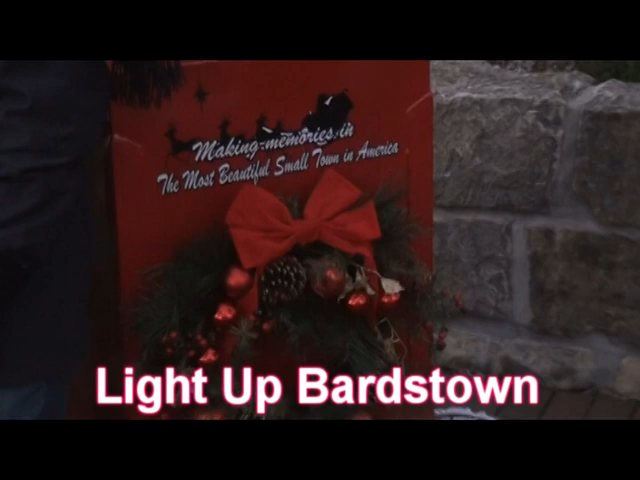 Making memories in
The Most Beautiful Small Town in America
Light Up Bardstown